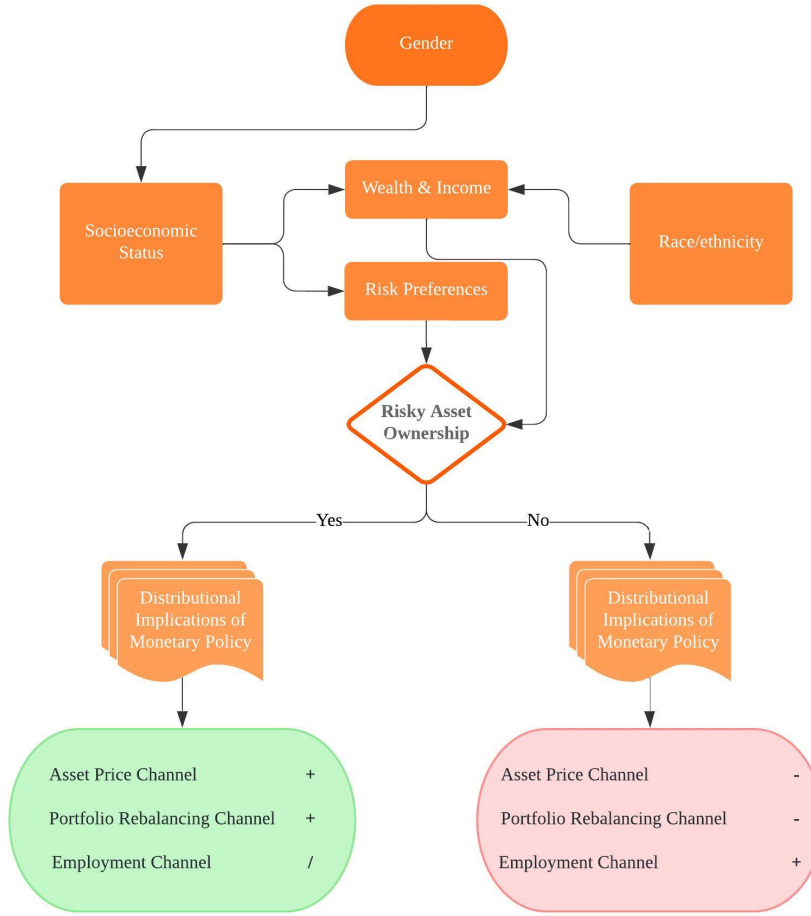 Gender
Wealth & Income
Socioeconomic
Status
Race/ethnicity
Risk Preferences
Risky Asset
Ownership
Yes
No
Distributional
Implications of
Monetary Policy
Distributional
Implications of
Monetary Policy
Asset Price Channel +
Portfolio Rebalancing Channel +
Employment Channel /
Asset Price Channel -
Portfolio Rebalancing Channel -
Employment Channel +